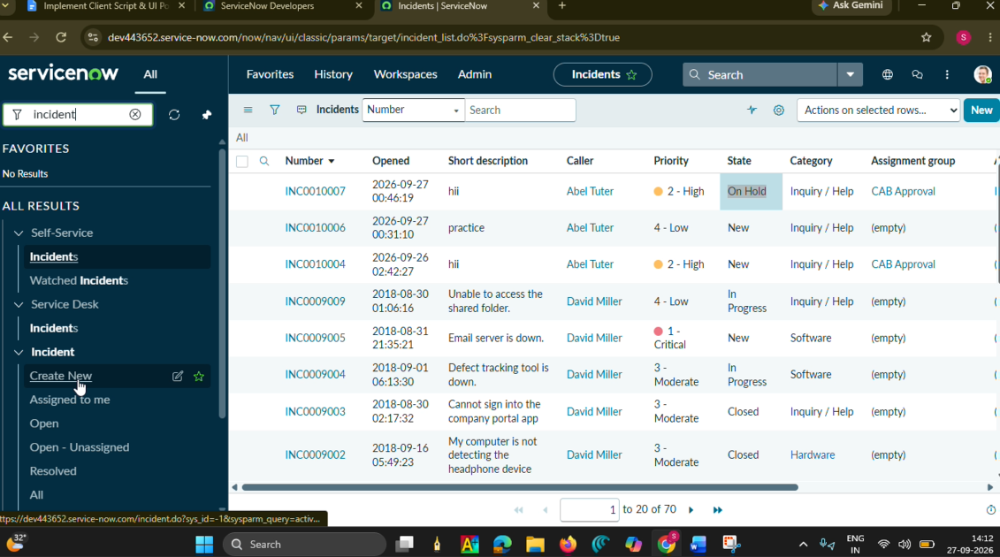 Implement Client Script & UI Po
ServiceNow Developers
Incidents | ServiceNow
Ask Gemini
dev443652.service-now.com/now/nav/ui/classic/params/target/incident_list.do%3Fsysparm_clear_stack%3Dtrue
S
servicenow
All
Favorites
History
Workspaces
Admin
Incidents
Search
incident
Incidents
Number
Search
Actions on selected rows...
New
FAVORITES
No Results
ALL RESULTS
Self-Service
Incidents
Watched Incidents
Service Desk
Incidents
Incident
Create New
Assigned to me
Open
Open - Unassigned
Resolved
All
All
Number Opened Short description Caller Priority State Category Assignment group
INC0010007 2026-09-27 00:46:19 hii Abel Tuter 2 - High On Hold Inquiry / Help CAB Approval
INC0010006 2026-09-27 00:31:10 practice Abel Tuter 4 - Low New Inquiry / Help (empty)
INC0010004 2026-09-26 02:42:27 hii Abel Tuter 2 - High New Inquiry / Help CAB Approval
INC0009009 2018-08-30 01:06:16 Unable to access the shared folder. David Miller 4 - Low In Progress Inquiry / Help (empty)
INC0009005 2018-08-31 21:35:21 Email server is down. David Miller 1 - Critical New Software (empty)
INC0009004 2018-09-01 06:13:30 Defect tracking tool is down. David Miller 3 - Moderate In Progress Software (empty)
INC0009003 2018-08-30 02:17:32 Cannot sign into the company portal app David Miller 3 - Moderate Closed Inquiry / Help (empty)
INC0009002 2018-09-16 05:49:23 My computer is not detecting the headphone device David Miller 3 - Moderate Closed Hardware (empty)
1 to 20 of 70
ttps://dev443652.service-now.com/incident.do?sys_id=-1&sysparm_query=activ...
32°
Search
ENG
IN
14:12
27-09-2026